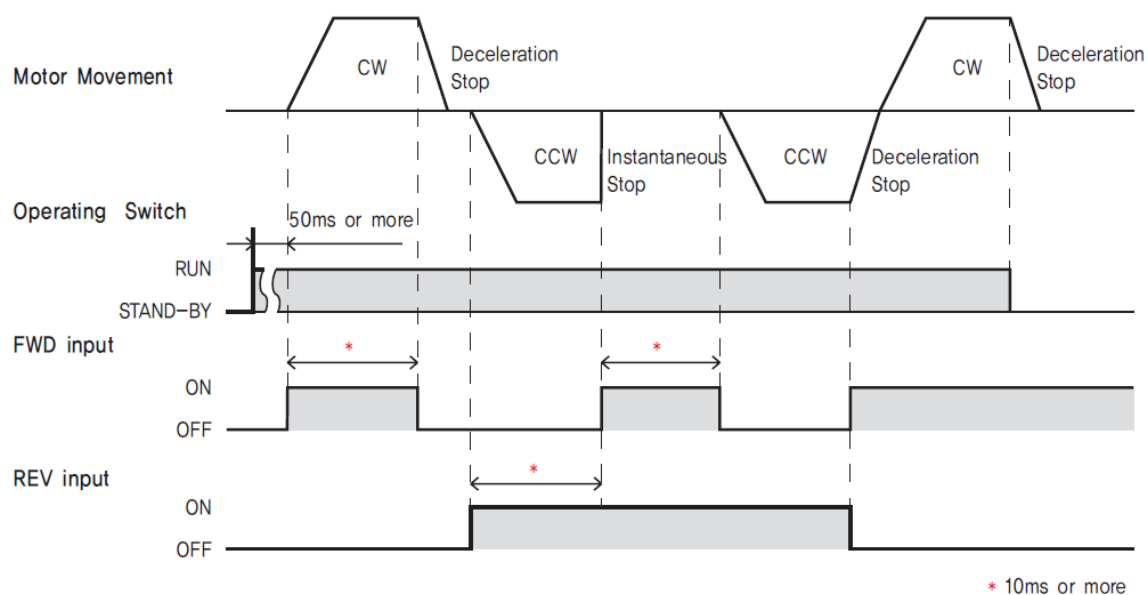 CW
Deceleration
Stop
CW
Deceleration
Stop
Motor Movement
CCW
Instantaneous
Stop
CCW
Deceleration
Stop
Operating Switch
50ms or more
RUN
STAND-BY
FWD input
*
*
ON
OFF
REV input
*
ON
OFF
* 10ms or more